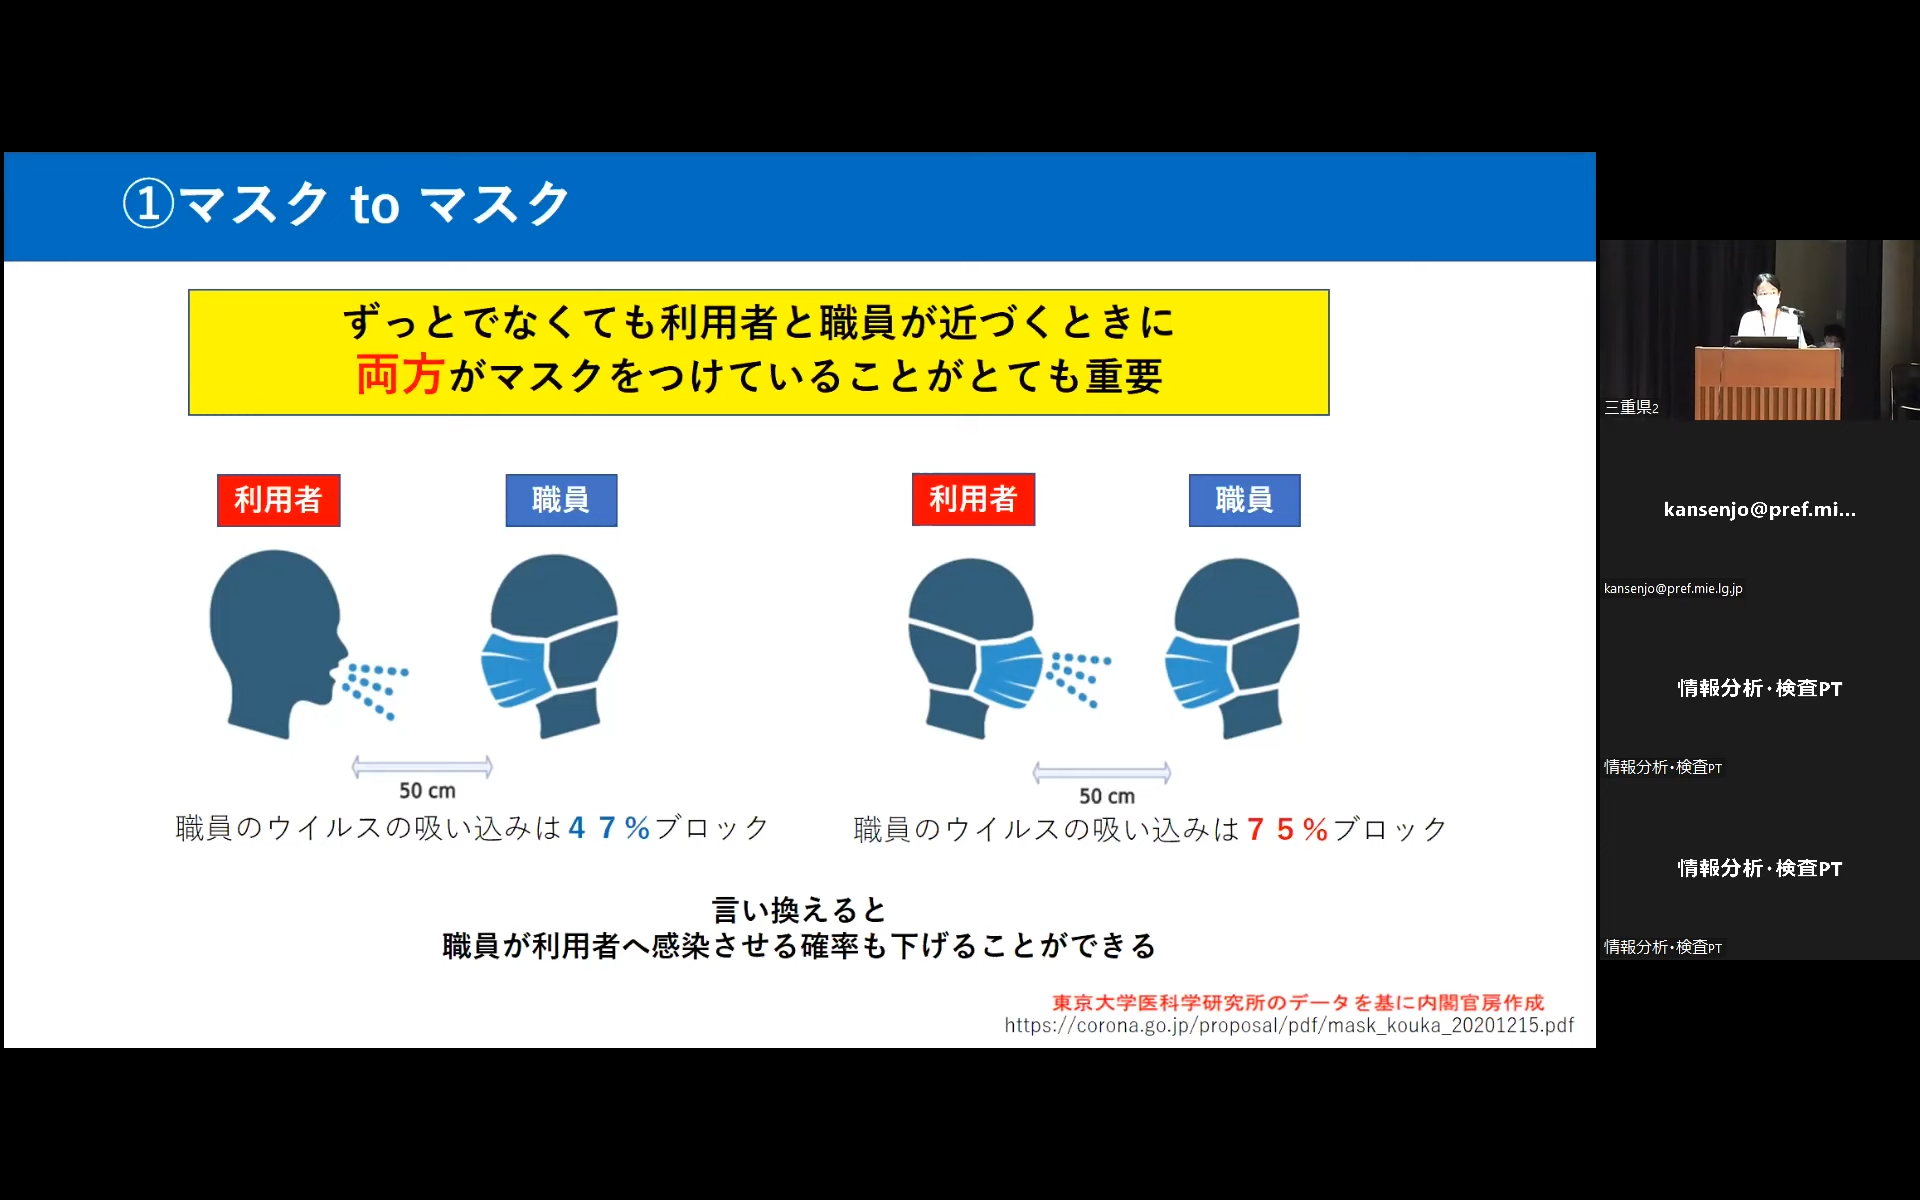 ①マスク to マスク
ずっとでなくても利用者と職員が近づくときに
両方がマスクをつけていることがとても重要
利用者
職員
利用者
職員
50 cm
50 cm
職員のウイルスの吸い込みは４７%ブロック
職員のウイルスの吸い込みは７５%ブロック
言い換えると
職員が利用者へ感染させる確率も下げることができる
東京大学医科学研究所のデータを基に内閣官房作成
https://corona.go.jp/proposal/pdf/mask_kouka_20201215.pdf
三重県2
kansenjo@pref.mi...
kansenjo@pref.mie.lg.jp
情報分析・検査PT
情報分析・検査PT
情報分析・検査PT
情報分析・検査PT